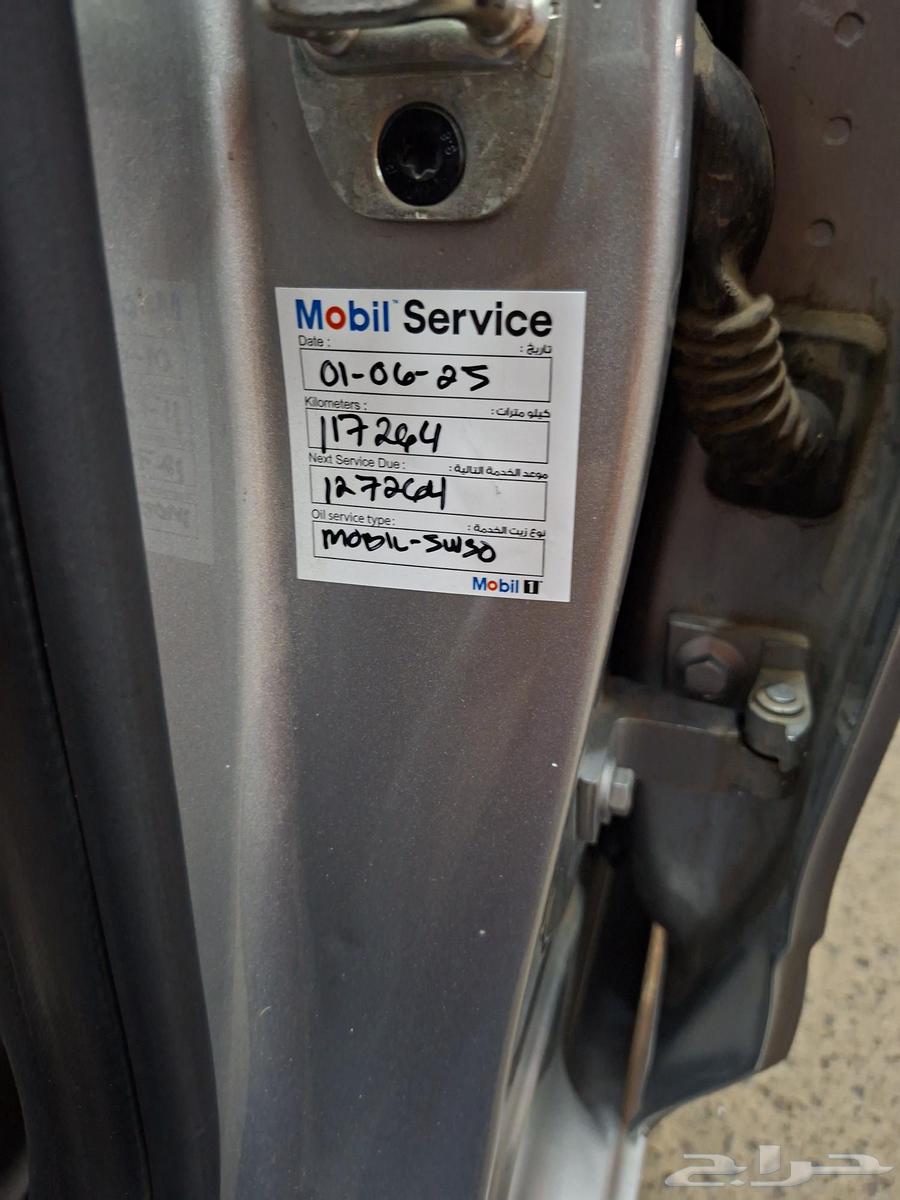 Mobil™ Service
Date : تاريخ :
01-06-25
Kilometers : كيلو مترات :
117264
Next Service Due : موعد الخدمة التالية :
127264
Oil service type : نوع زيت الخدمة :
MOBIL-5W30
Mobil 1
حراج